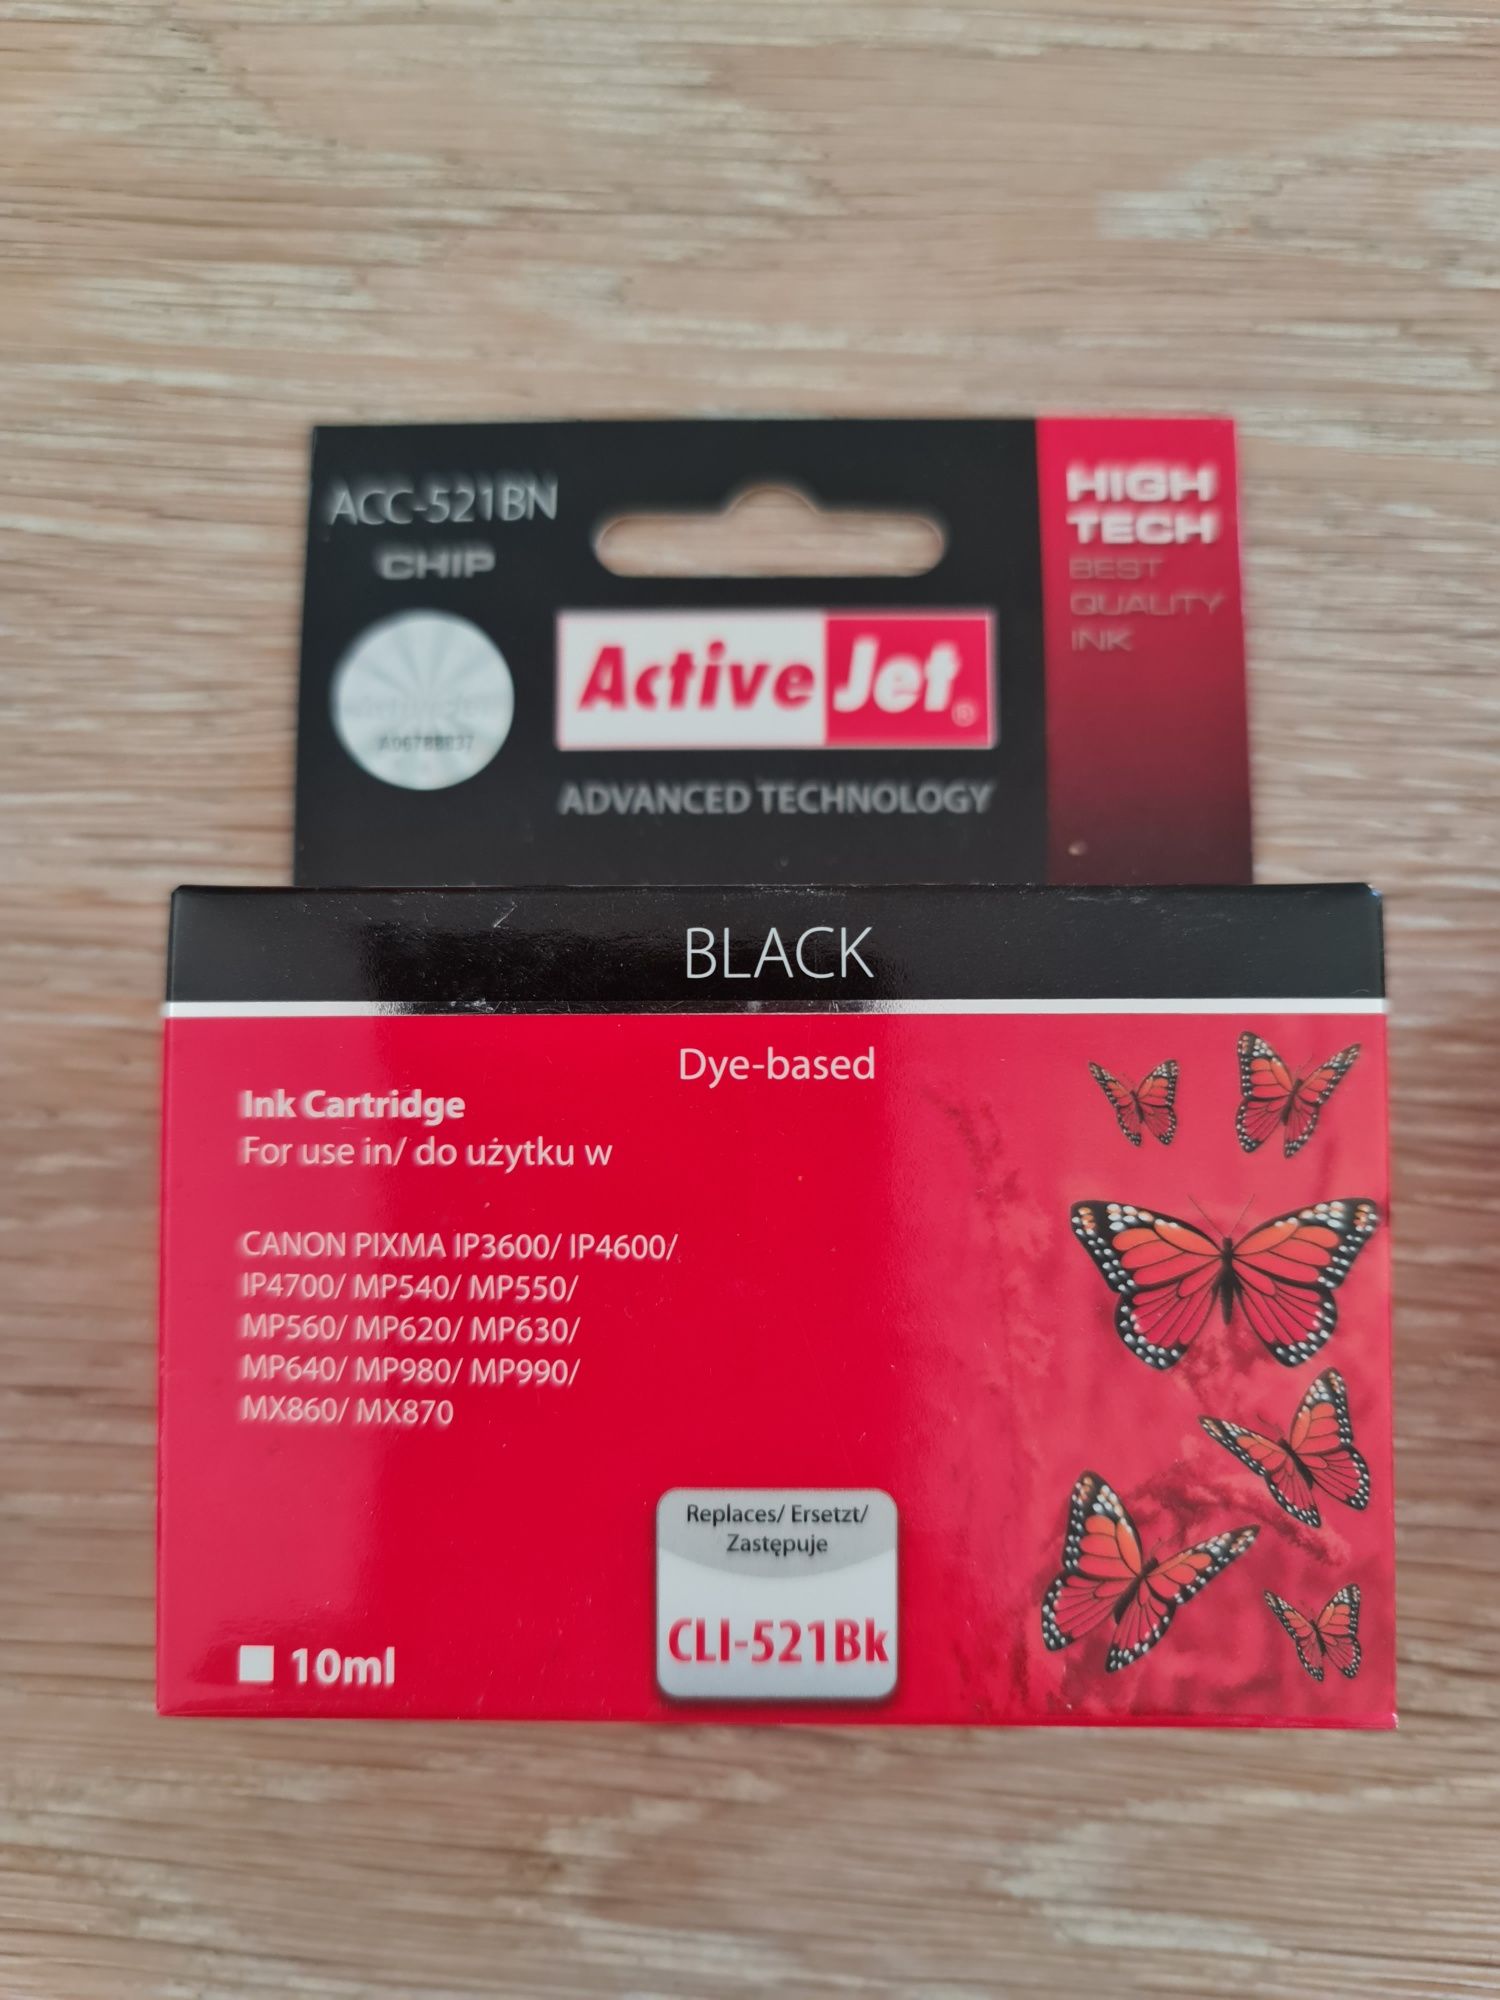 ACC-521BN
CHIP
HIGH
TECH
BEST
QUALITY
INK
ActiveJet®
ADVANCED TECHNOLOGY
BLACK
Dye-based
Ink Cartridge
For use in/ do użytku w
CANON PIXMA IP3600/ IP4600/
IP4700/ MP540/ MP550/
MP560/ MP620/ MP630/
MP640/ MP980/ MP990/
MX860/ MX870
Replaces/ Ersetzt/
Zastępuje
CLI-521Bk
10ml